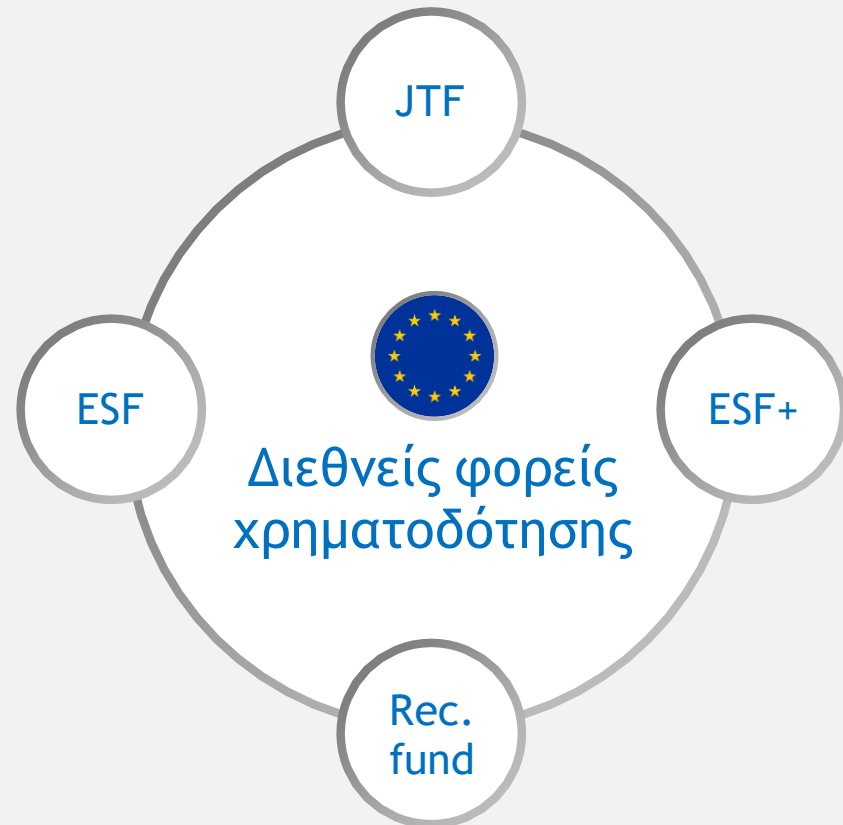 JTF
ESF
ESF+
Διεθνείς φορείς
χρηματοδότησης
Rec.
fund